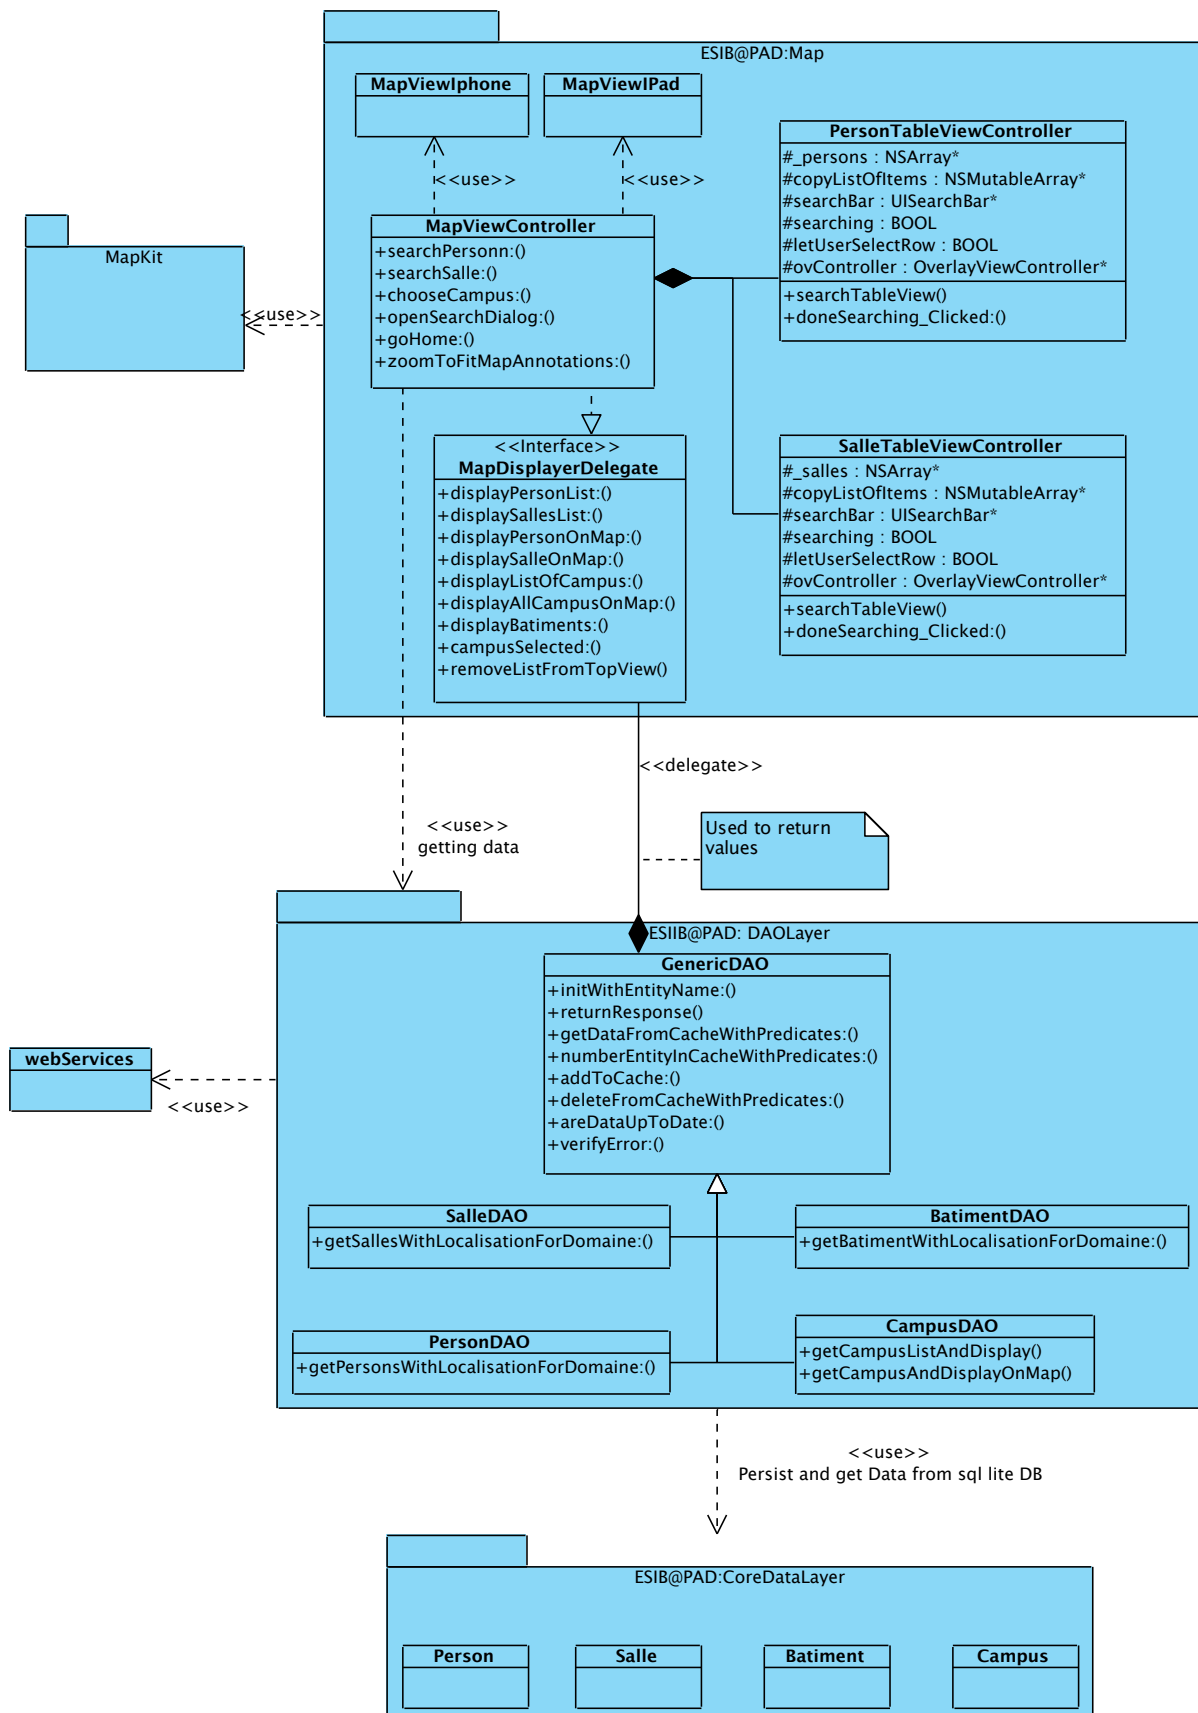 ESIB@PAD:Map
MapViewIphone
MapViewIPad
<<use>>
<<use>>
PersonTableViewController
#_persons : NSArray*
#copyListOfItems : NSMutableArray*
#searchBar : UISearchBar*
#searching : BOOL
#letUserSelectRow : BOOL
#ovController : OverlayViewController*
+searchTableView()
+doneSearching_Clicked:()
MapViewController
+searchPersonn:()
+searchSalle:()
+chooseCampus:()
+openSearchDialog:()
+goHome:()
+zoomToFitMapAnnotations:()
MapKit
<<use>>
<<Interface>>
MapDisplayerDelegate
+displayPersonList:()
+displaySallesList:()
+displayPersonOnMap:()
+displaySalleOnMap:()
+displayListOfCampus:()
+displayAllCampusOnMap:()
+displayBatiments:()
+campusSelected:()
+removeListFromTopView()
SalleTableViewController
#_salles : NSArray*
#copyListOfItems : NSMutableArray*
#searchBar : UISearchBar*
#searching : BOOL
#letUserSelectRow : BOOL
#ovController : OverlayViewController*
+searchTableView()
+doneSearching_Clicked:()
<<delegate>>
<<use>>
getting data
Used to return
values
ESIIB@PAD: DAOLayer
GenericDAO
+initWithEntityName:()
+returnResponse()
+getDataFromCacheWithPredicates:()
+numberEntityInCacheWithPredicates:()
+addToCache:()
+deleteFromCacheWithPredicates:()
+areDataUpToDate:()
+verifyError:()
webServices
<<use>>
SalleDAO
+getSallesWithLocalisationForDomaine:()
BatimentDAO
+getBatimentWithLocalisationForDomaine:()
PersonDAO
+getPersonsWithLocalisationForDomaine:()
CampusDAO
+getCampusListAndDisplay()
+getCampusAndDisplayOnMap()
<<use>>
Persist and get Data from sql lite DB
ESIB@PAD:CoreDataLayer
Person
Salle
Batiment
Campus